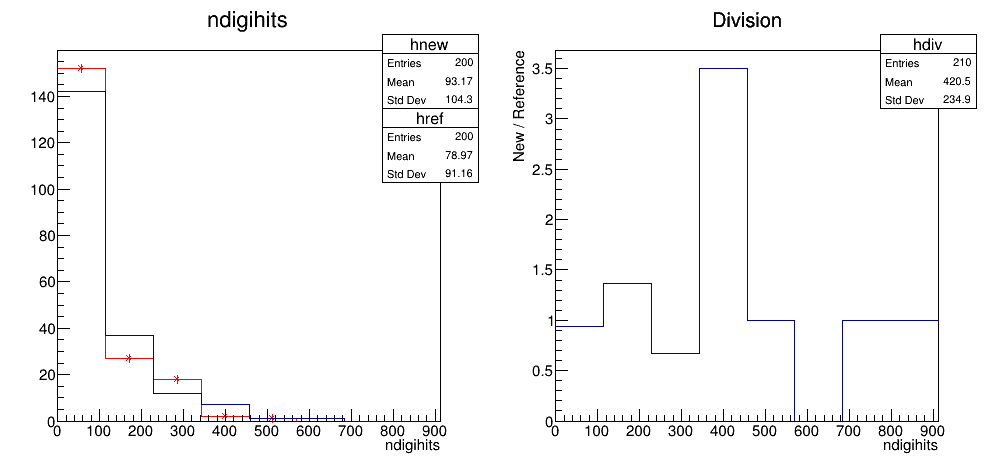 ndigihits
hnew
Entries 200
Mean 93.17
Std Dev 104.3
href
Entries 200
Mean 78.97
Std Dev 91.16
140
120
100
80
60
40
20
0
0 100 200 300 400 500 600 700 800 900
ndigihits
Division
hdiv
Entries 210
Mean 420.5
Std Dev 234.9
New / Reference
3.5
3
2.5
2
1.5
1
0.5
0
0 100 200 300 400 500 600 700 800 900
ndigihits